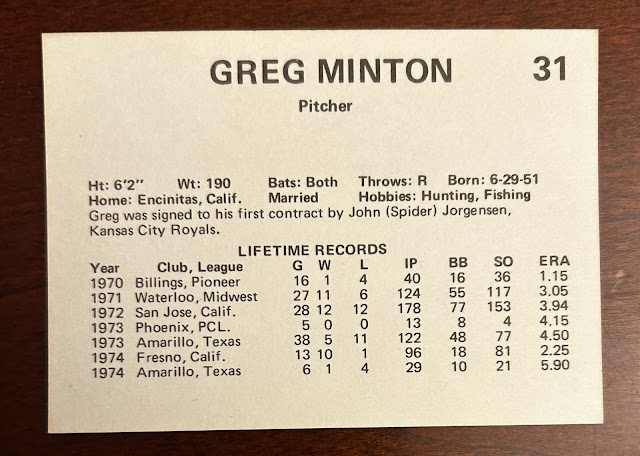 GREG MINTON 31
Pitcher
Ht: 6'2" Wt: 190 Bats: Both Throws: R Born: 6-29-51
Home: Encinitas, Calif. Married Hobbies: Hunting, Fishing
Greg was signed to his first contract by John (Spider) Jorgensen,
Kansas City Royals.
LIFETIME RECORDS
Year Club, League G W L IP BB SO ERA
1970 Billings, Pioneer 16 1 4 40 16 36 1.15
1971 Waterloo, Midwest 27 11 6 124 55 117 3.05
1972 San Jose, Calif. 28 12 12 178 77 153 3.94
1973 Phoenix, PCL. 5 0 0 13 8 4 4.15
1973 Amarillo, Texas 38 5 11 122 48 77 4.50
1974 Fresno, Calif. 13 10 1 96 18 81 2.25
1974 Amarillo, Texas 6 1 4 29 10 21 5.90